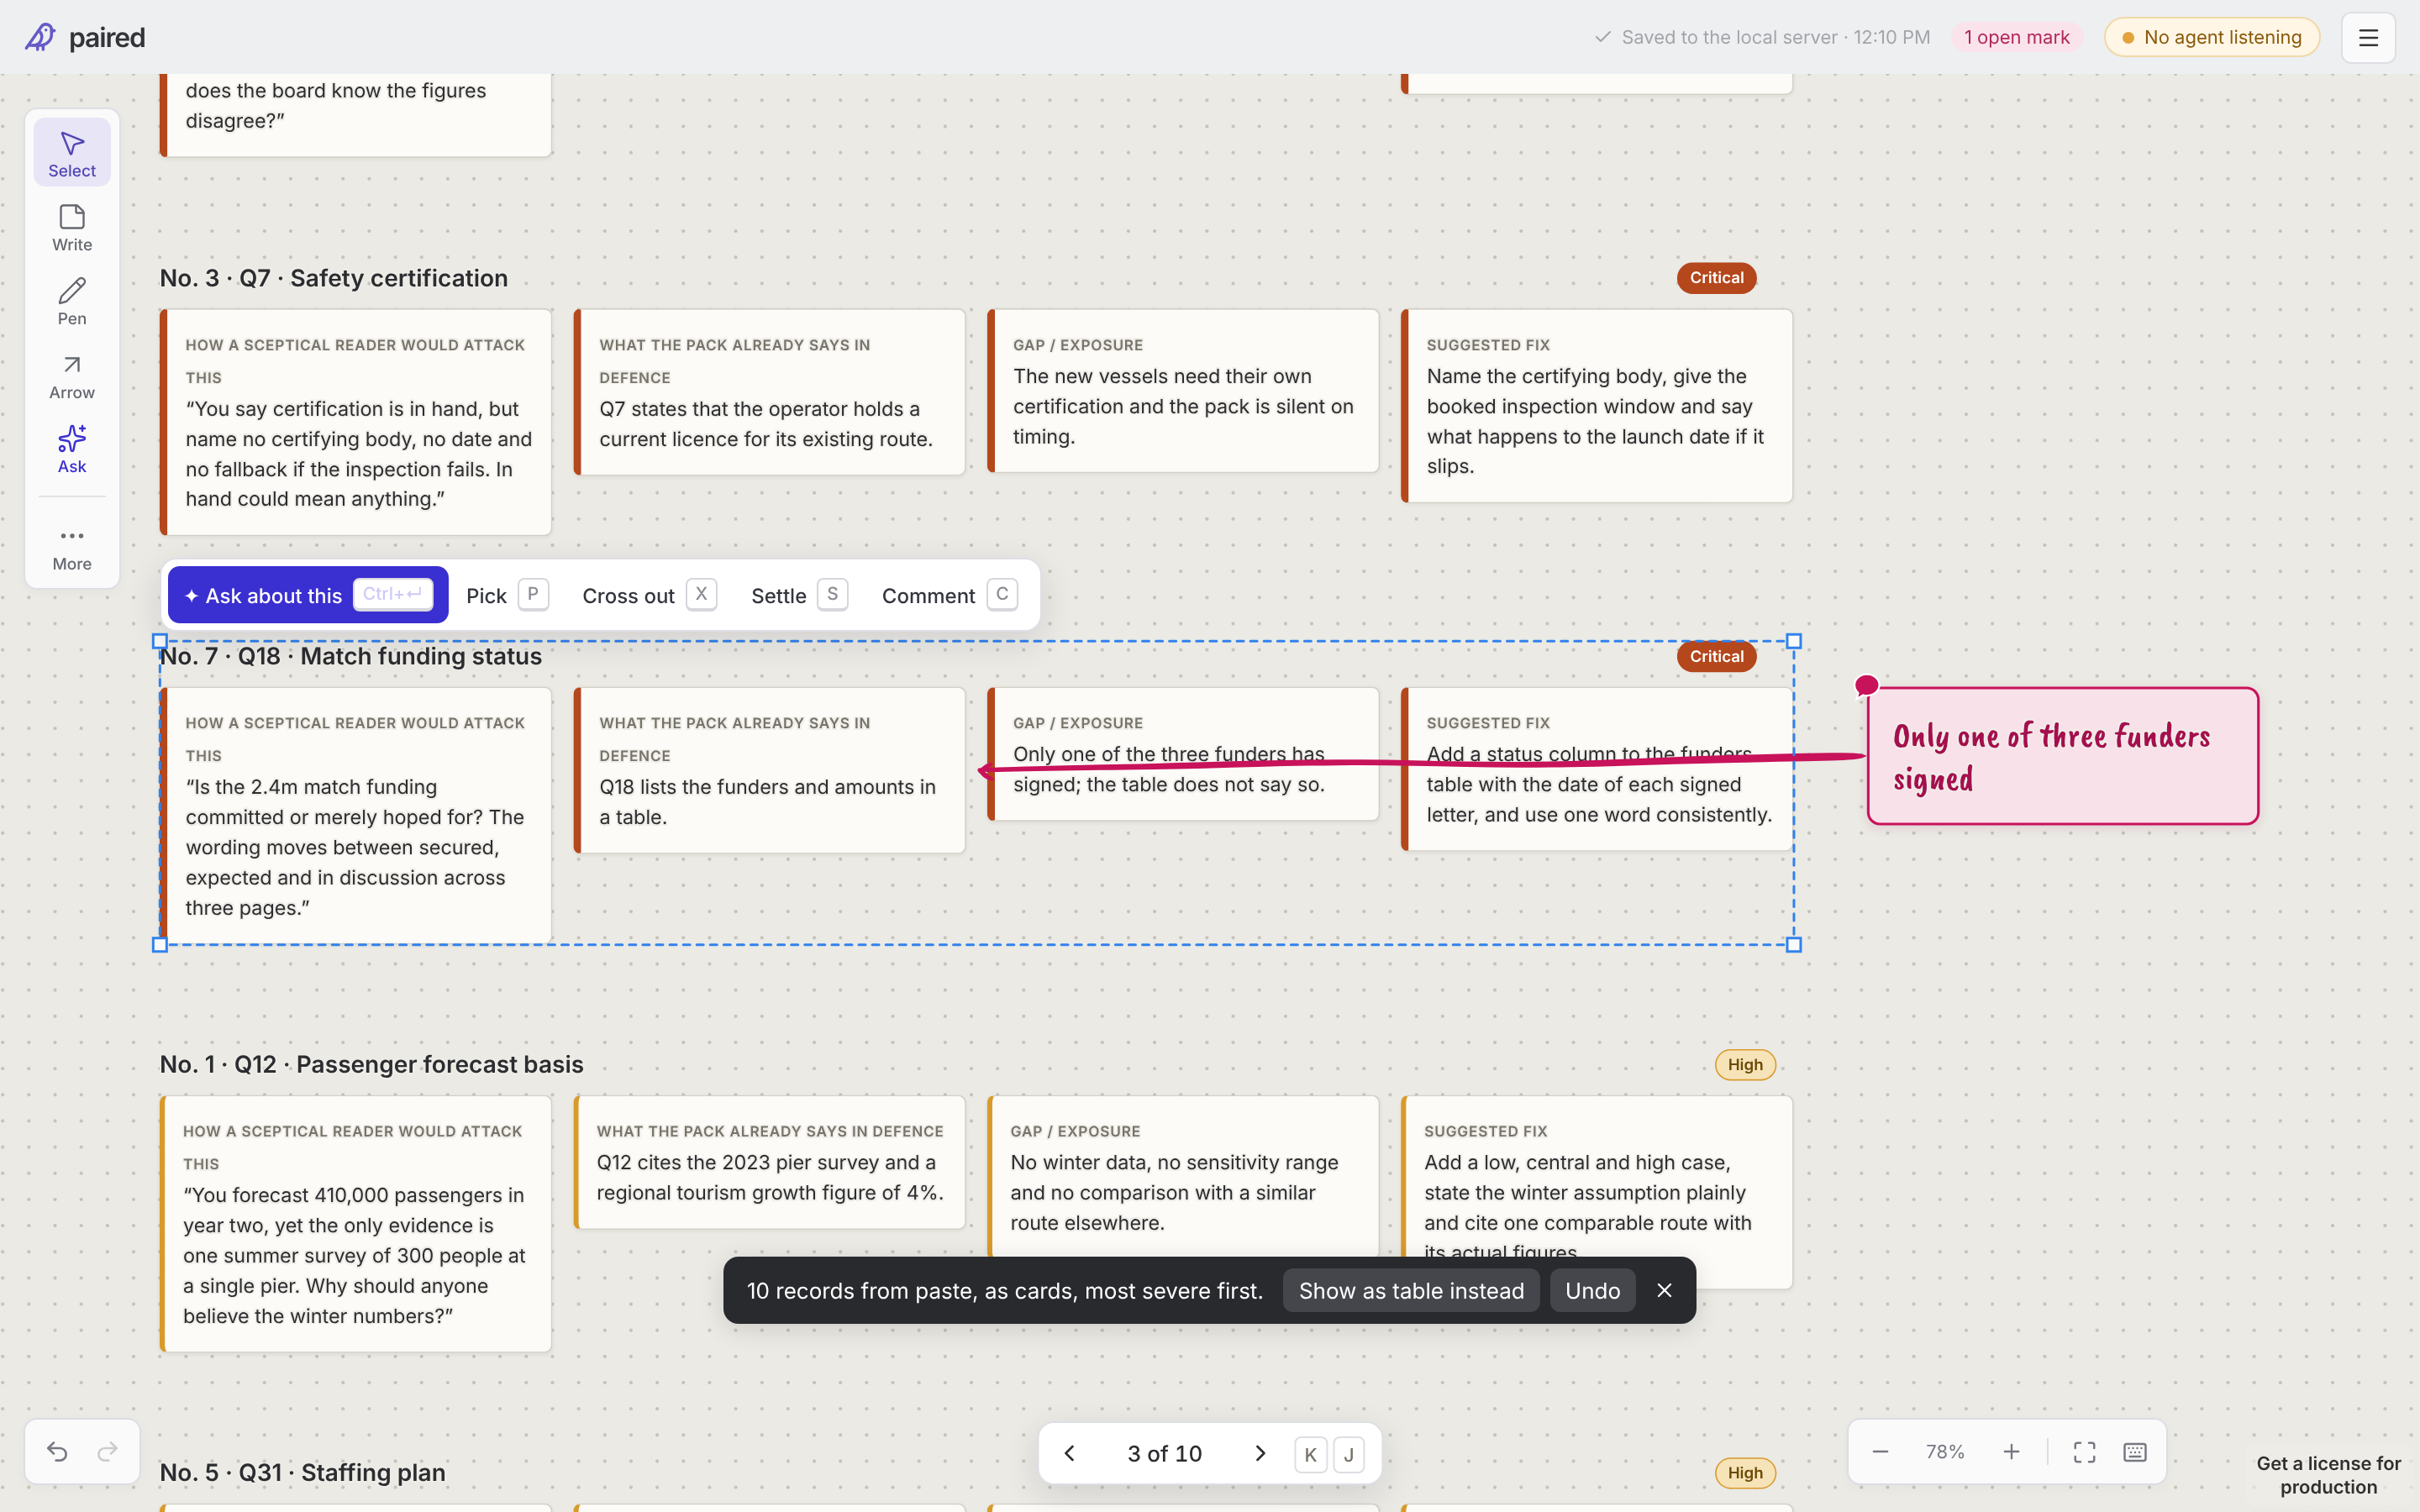 paired
Saved to the local server · 12:10 PM
1 open mark
No agent listening
Select
Write
Pen
Arrow
Ask
More
does the board know the figures
disagree?”
No. 3 · Q7 · Safety certification
Critical
HOW A SCEPTICAL READER WOULD ATTACK
THIS
“You say certification is in hand, but
name no certifying body, no date and
no fallback if the inspection fails. In
hand could mean anything.”
WHAT THE PACK ALREADY SAYS IN
DEFENCE
Q7 states that the operator holds a
current licence for its existing route.
GAP / EXPOSURE
The new vessels need their own
certification and the pack is silent on
timing.
SUGGESTED FIX
Name the certifying body, give the
booked inspection window and say
what happens to the launch date if it
slips.
✦ Ask about this Ctrl+↵ Pick P Cross out X Settle S Comment C
No. 7 · Q18 · Match funding status
Critical
HOW A SCEPTICAL READER WOULD ATTACK
THIS
“Is the 2.4m match funding
committed or merely hoped for? The
wording moves between secured,
expected and in discussion across
three pages.”
WHAT THE PACK ALREADY SAYS IN
DEFENCE
Q18 lists the funders and amounts in
a table.
GAP / EXPOSURE
Only one of the three funders has
signed; the table does not say so.
SUGGESTED FIX
Add a status column to the funders
table with the date of each signed
letter, and use one word consistently.
Only one of three funders
signed
No. 1 · Q12 · Passenger forecast basis
High
HOW A SCEPTICAL READER WOULD ATTACK
THIS
“You forecast 410,000 passengers in
year two, yet the only evidence is
one summer survey of 300 people at
a single pier. Why should anyone
believe the winter numbers?”
WHAT THE PACK ALREADY SAYS IN DEFENCE
Q12 cites the 2023 pier survey and a
regional tourism growth figure of 4%.
GAP / EXPOSURE
No winter data, no sensitivity range
and no comparison with a similar
route elsewhere.
SUGGESTED FIX
Add a low, central and high case,
state the winter assumption plainly
and cite one comparable route with
its actual figures
10 records from paste, as cards, most severe first. Show as table instead Undo
No. 5 · Q31 · Staffing plan
High
3 of 10 K J
78%
Get a license for
production